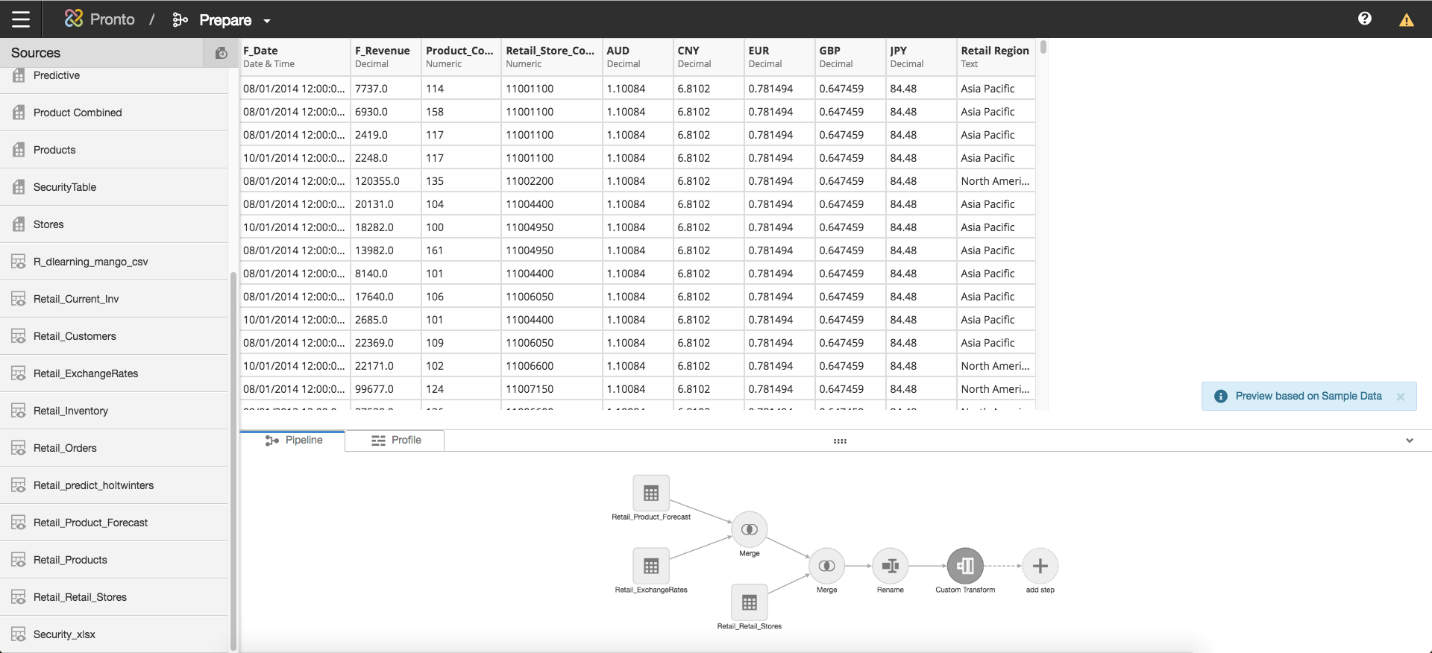 Pronto / Prepare
Sources
Predictive
Product Combined
Products
SecurityTable
Stores
R_dlearning_mango_csv
Retail_Current_Inv
Retail_Customers
Retail_ExchangeRates
Retail_Inventory
Retail_Orders
Retail_predict_holtwinters
Retail_Product_Forecast
Retail_Products
Retail_Retail_Stores
Security_xlsx
F_Date F_Revenue Product_Co... Retail_Store_Co... AUD CNY EUR GBP JPY Retail Region
Date & Time Decimal Numeric Numeric Decimal Decimal Decimal Decimal Decimal Text
08/01/2014 12:00:0... 7737.0 114 11001100 1.10084 6.8102 0.781494 0.647459 84.48 Asia Pacific
08/01/2014 12:00:0... 6930.0 158 11001100 1.10084 6.8102 0.781494 0.647459 84.48 Asia Pacific
08/01/2014 12:00:0... 2419.0 117 11001100 1.10084 6.8102 0.781494 0.647459 84.48 Asia Pacific
10/01/2014 12:00:0... 2248.0 117 11001100 1.10084 6.8102 0.781494 0.647459 84.48 Asia Pacific
08/01/2014 12:00:0... 120355.0 135 11002200 1.10084 6.8102 0.781494 0.647459 84.48 North Ameri...
08/01/2014 12:00:0... 20131.0 104 11004400 1.10084 6.8102 0.781494 0.647459 84.48 Asia Pacific
10/01/2014 12:00:0... 18282.0 100 11004950 1.10084 6.8102 0.781494 0.647459 84.48 Asia Pacific
08/01/2014 12:00:0... 13982.0 161 11004950 1.10084 6.8102 0.781494 0.647459 84.48 Asia Pacific
08/01/2014 12:00:0... 8140.0 101 11004400 1.10084 6.8102 0.781494 0.647459 84.48 Asia Pacific
08/01/2014 12:00:0... 17640.0 106 11006050 1.10084 6.8102 0.781494 0.647459 84.48 Asia Pacific
10/01/2014 12:00:0... 2685.0 101 11004400 1.10084 6.8102 0.781494 0.647459 84.48 Asia Pacific
08/01/2014 12:00:0... 22369.0 109 11006050 1.10084 6.8102 0.781494 0.647459 84.48 Asia Pacific
10/01/2014 12:00:0... 22171.0 102 11006600 1.10084 6.8102 0.781494 0.647459 84.48 North Ameri...
08/01/2014 12:00:0... 99677.0 124 11007150 1.10084 6.8102 0.781494 0.647459 84.48 North Ameri...
Preview based on Sample Data
Pipeline Profile
Retail_Product_Forecast
Merge
Retail_ExchangeRates
Merge
Rename
Custom Transform
add step
Retail_Retail_Stores